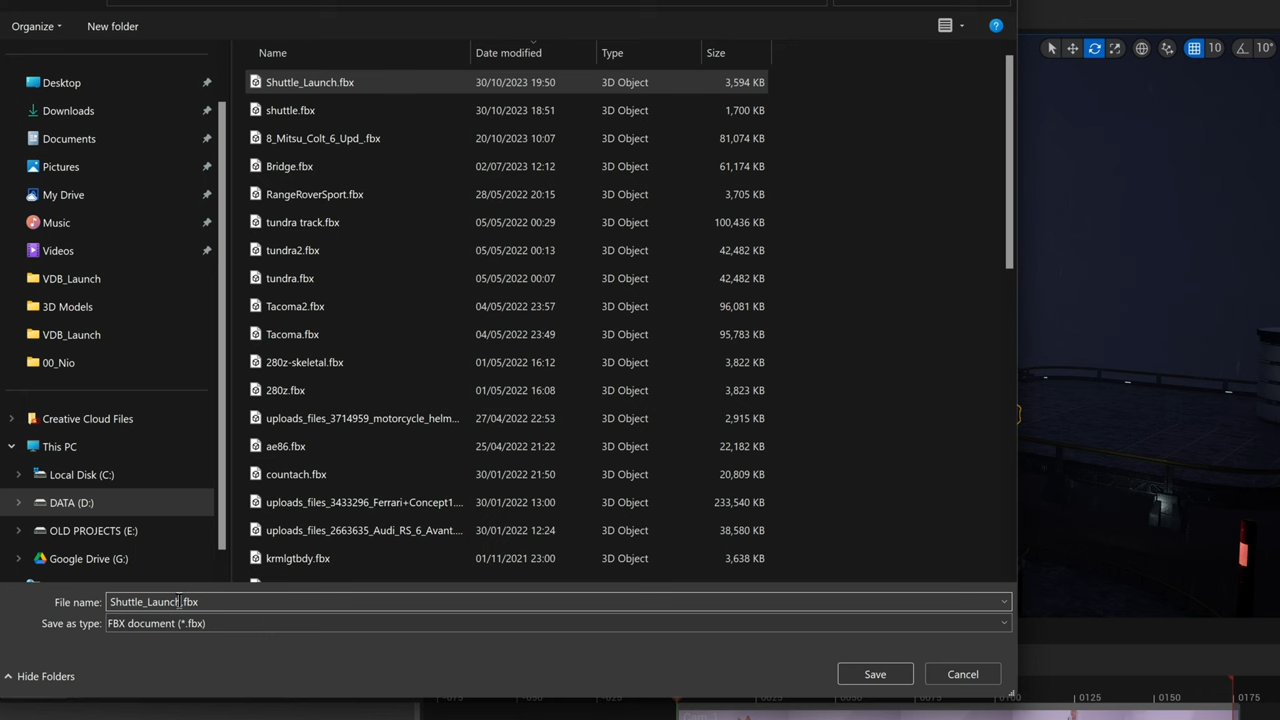 Organize New folder 10 10°
Name Date modified Type Size
Desktop
Downloads
Documents
Pictures
My Drive
Music
Videos
VDB_Launch
3D Models
VDB_Launch
00_Nio
Creative Cloud Files
This PC
Local Disk (C:)
DATA (D:)
OLD PROJECTS (E:)
Google Drive (G:)
Shuttle_Launch.fbx 30/10/2023 19:50 3D Object 3,594 KB
shuttle.fbx 30/10/2023 18:51 3D Object 1,700 KB
8_Mitsu_Colt_6_Upd_.fbx 20/10/2023 10:07 3D Object 81,074 KB
Bridge.fbx 02/07/2023 12:12 3D Object 61,174 KB
RangeRoverSport.fbx 28/05/2022 20:15 3D Object 3,705 KB
tundra track.fbx 05/05/2022 00:29 3D Object 100,436 KB
tundra2.fbx 05/05/2022 00:13 3D Object 42,482 KB
tundra.fbx 05/05/2022 00:07 3D Object 42,482 KB
Tacoma2.fbx 04/05/2022 23:57 3D Object 96,081 KB
Tacoma.fbx 04/05/2022 23:49 3D Object 95,783 KB
280z-skeletal.fbx 01/05/2022 16:12 3D Object 3,822 KB
280z.fbx 01/05/2022 16:08 3D Object 3,823 KB
uploads_files_3714959_motorcycle_helm... 27/04/2022 22:53 3D Object 2,915 KB
ae86.fbx 25/04/2022 21:22 3D Object 22,182 KB
countach.fbx 30/01/2022 21:50 3D Object 20,809 KB
uploads_files_3433296_Ferrari+Concept1.... 30/01/2022 13:00 3D Object 233,540 KB
uploads_files_2663635_Audi_RS_6_Avant.... 30/01/2022 12:24 3D Object 38,580 KB
krmlgtbdy.fbx 01/11/2021 23:00 3D Object 3,638 KB
File name: Shuttle_Launch.fbx
Save as type: FBX document (*.fbx)
Hide Folders Save Cancel
-075 -050 -025 0025 0050 0075 0100 0125 0150 0175